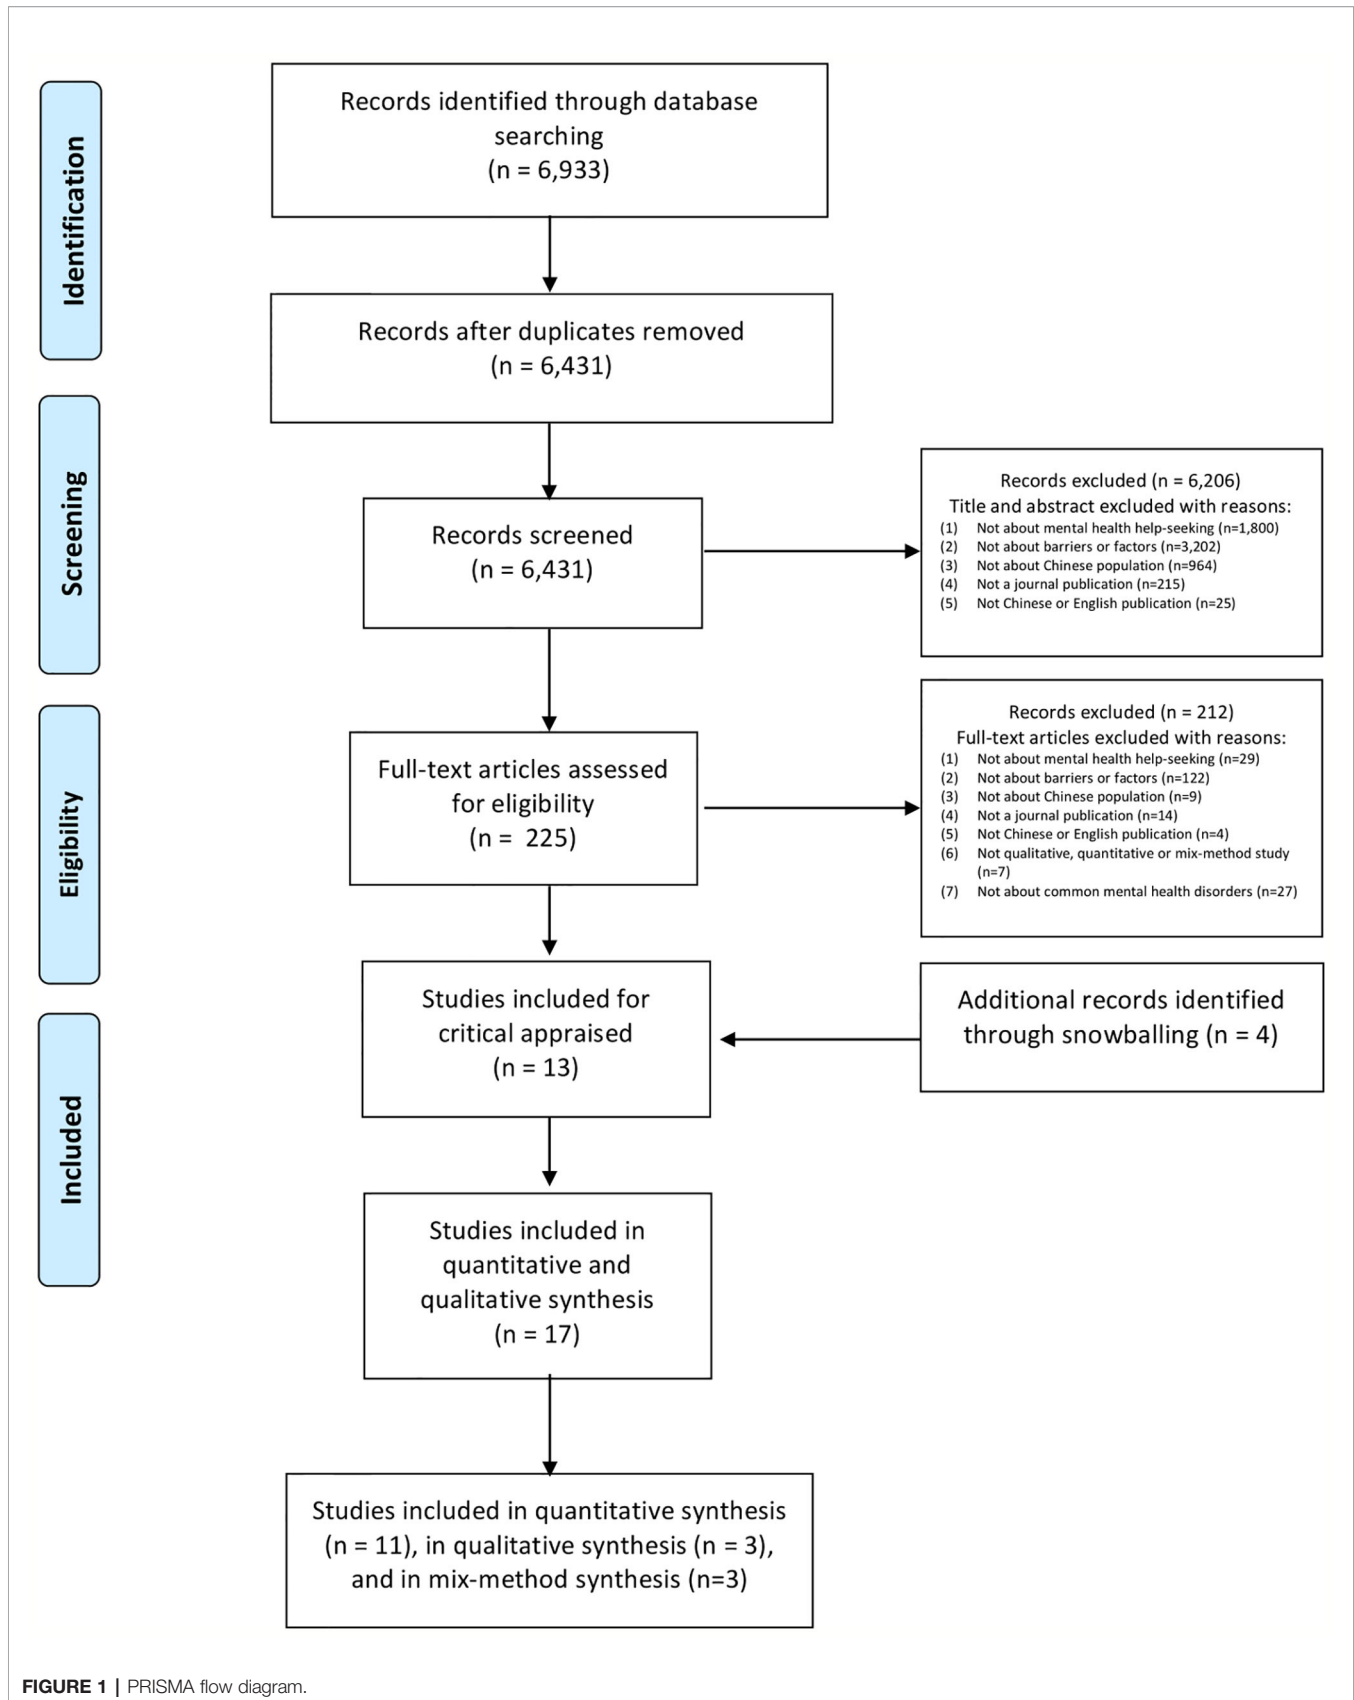 Identification
Records identified through database
searching
(n = 6,933)
Records after duplicates removed
(n = 6,431)
Screening
Records screened
(n = 6,431)
Records excluded (n = 6,206)
Title and abstract excluded with reasons:
(1) Not about mental health help-seeking (n=1,800)
(2) Not about barriers or factors (n=3,202)
(3) Not about Chinese population (n=964)
(4) Not a journal publication (n=215)
(5) Not Chinese or English publication (n=25)
Eligibility
Full-text articles assessed
for eligibility
(n = 225)
Records excluded (n = 212)
Full-text articles excluded with reasons:
(1) Not about mental health help-seeking (n=29)
(2) Not about barriers or factors (n=122)
(3) Not about Chinese population (n=9)
(4) Not a journal publication (n=14)
(5) Not Chinese or English publication (n=4)
(6) Not qualitative, quantitative or mix-method study
(n=7)
(7) Not about common mental health disorders (n=27)
Included
Studies included for
critical appraised
(n = 13)
Additional records identified
through snowballing (n = 4)
Studies included in
quantitative and
qualitative synthesis
(n = 17)
Studies included in quantitative synthesis
(n = 11), in qualitative synthesis (n = 3),
and in mix-method synthesis (n=3)
FIGURE 1 | PRISMA flow diagram.